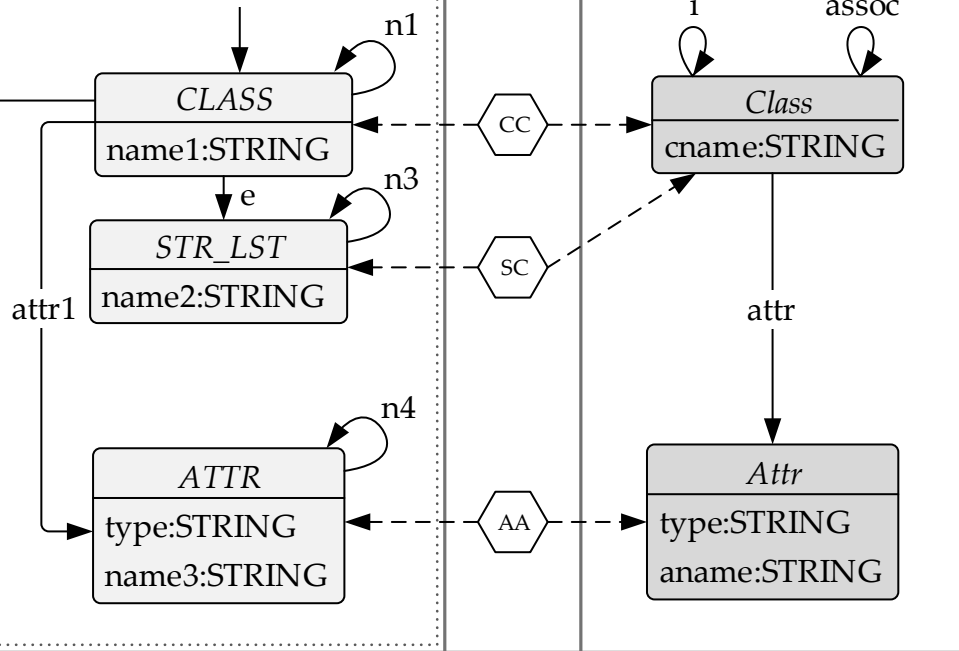 n1
i
assoc
CLASS
name1:STRING
CC
Class
cname:STRING
e
n3
STR_LST
name2:STRING
SC
attr1
attr
n4
ATTR
type:STRING
name3:STRING
AA
Attr
type:STRING
aname:STRING